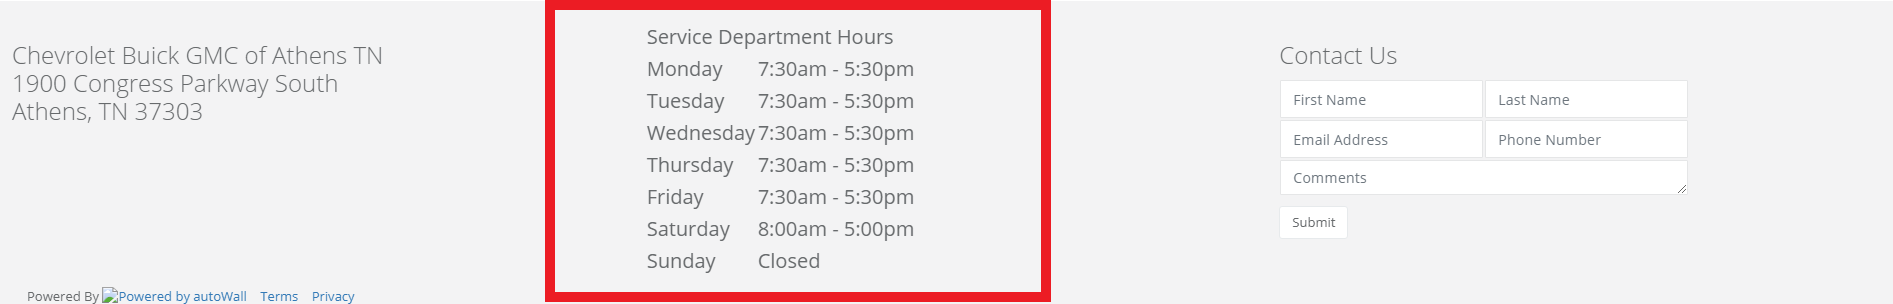 Chevrolet Buick GMC of Athens TN
1900 Congress Parkway South
Athens, TN 37303
Powered By Powered by autoWall Terms Privacy
Service Department Hours
Monday 7:30am - 5:30pm
Tuesday 7:30am - 5:30pm
Wednesday 7:30am - 5:30pm
Thursday 7:30am - 5:30pm
Friday 7:30am - 5:30pm
Saturday 8:00am - 5:00pm
Sunday Closed
Contact Us
First Name Last Name
Email Address Phone Number
Comments
Submit